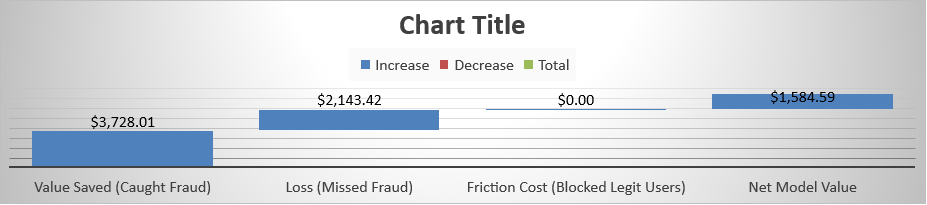 Chart Title
Increase Decrease Total
$3,728.01 $2,143.42 $0.00 $1,584.59
Value Saved (Caught Fraud) Loss (Missed Fraud) Friction Cost (Blocked Legit Users) Net Model Value